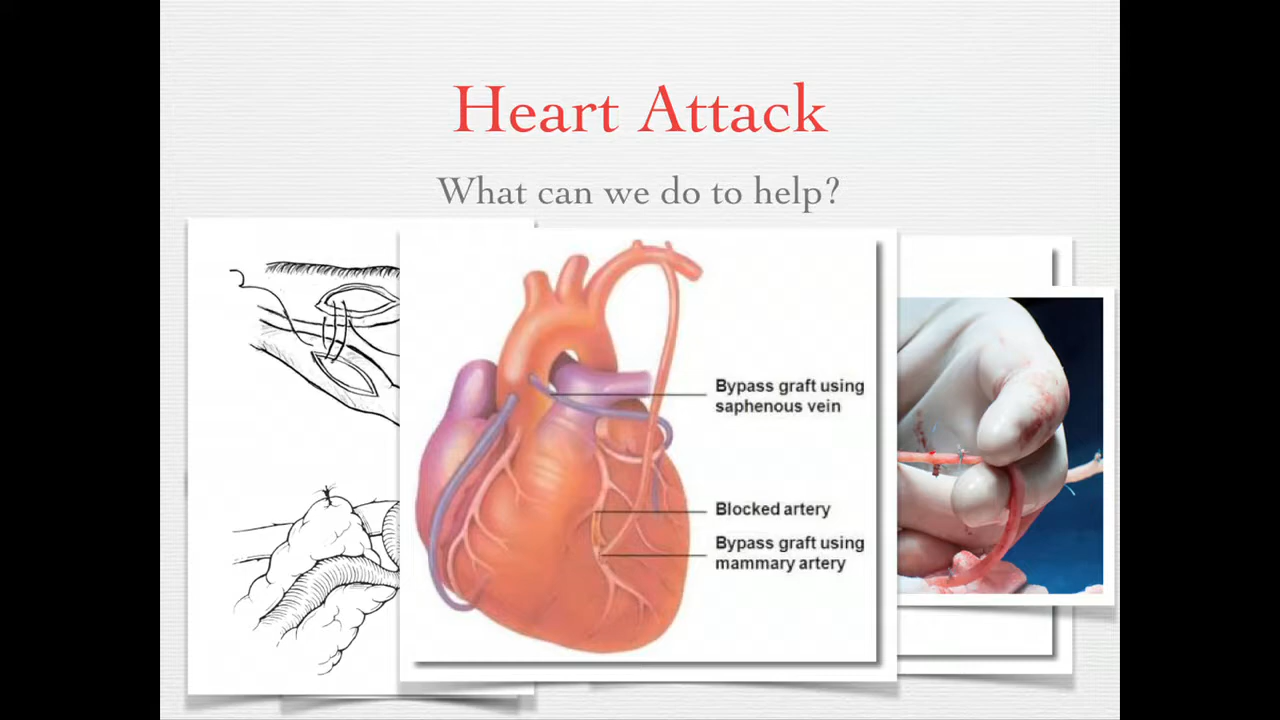 Heart Attack
What can we do to help?
Bypass graft using
saphenous vein
Blocked artery
Bypass graft using
mammary artery